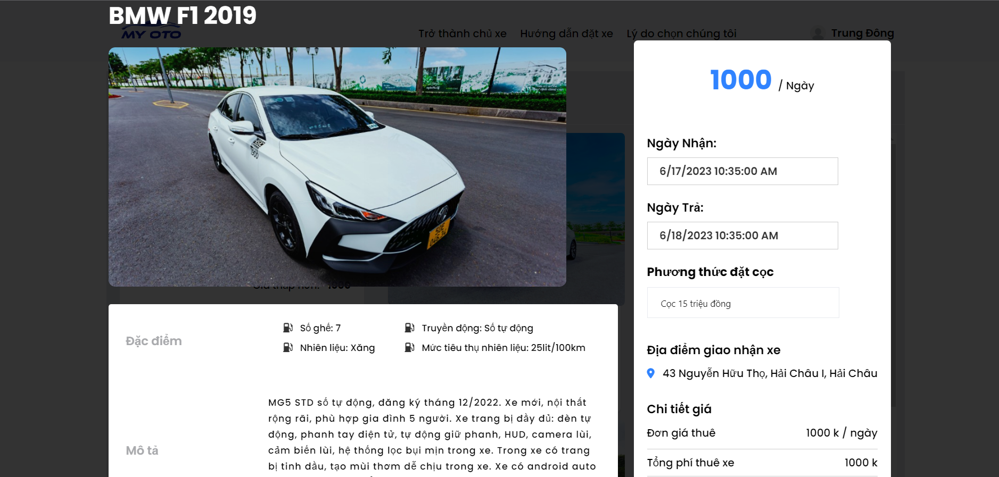 BMW F1 2019
MY OTO
Trở thành chủ xe
Hướng dẫn đặt xe
Lý do chọn chúng tôi
Trung Đông
1000 / Ngày
Ngày Nhận:
6/17/2023 10:35:00 AM
Ngày Trả:
6/18/2023 10:35:00 AM
Phương thức đặt cọc
Cọc 15 triệu đồng
Địa điểm giao nhận xe
43 Nguyễn Hữu Thọ, Hải Châu I, Hải Châu
Chi tiết giá
Đơn giá thuê 1000 k / ngày
Tổng phí thuê xe 1000 k
Đặc điểm
Số ghế: 7
Truyền động: Số tự động
Nhiên liệu: Xăng
Mức tiêu thụ nhiên liệu: 25lit/100km
Mô tả
MG5 STD số tự động, đăng ký tháng 12/2022. Xe mới, nội thất
rộng rãi, phù hợp gia đình 5 người. Xe trang bị đầy đủ: đèn tự
động, phanh tay điện tử, tự động giữ phanh, HUD, camera lùi,
cảm biến lùi, hệ thống lọc bụi mịn trong xe. Trong xe có trang
bị tinh dầu, tạo mùi thơm dễ chịu trong xe. Xe có android auto